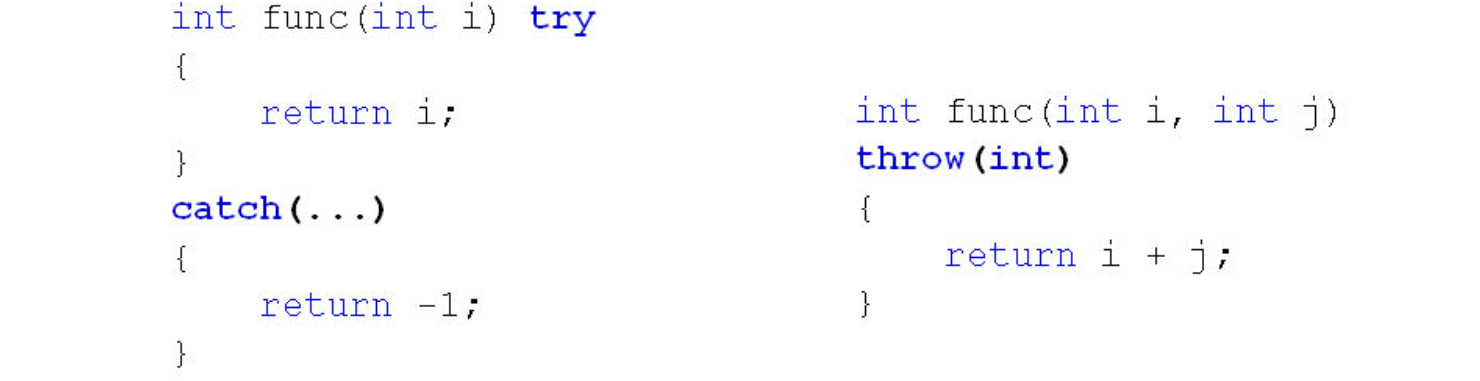 int func(int i) try
{
    return i;
}
catch(...)
{
    return -1;
}
int func(int i, int j)
throw(int)
{
    return i + j;
}